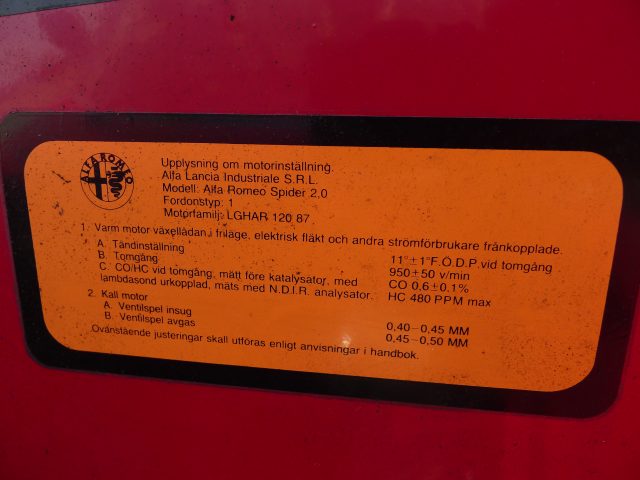 ALFA ROMEO
Upplysning om motorinställning.
Alfa Lancia Industriale S.R.L.
Modell: Alfa Romeo Spider 2,0
Fordonstyp: 1
Motorfamilj: LGHAR 120 87
1. Varm motor växellådan i friläge, elektrisk fläkt och andra strömförbrukare frånkopplade.
A. Tändinställning 11°±1°F.Ö.D.P. vid tomgång
B. Tomgång 950±50 v/min
C. CO/HC vid tomgång, mätt före katalysator, med CO 0,6±0,1%
lambdasond urkopplad, mäts med N.D.I.R. analysator. HC 480 PPM max
2. Kall motor
A. Ventilspel insug 0,40-0,45 MM
B. Ventilspel avgas 0,45-0,50 MM
Ovanstående justeringar skall utföras enligt anvisningar i handbok.